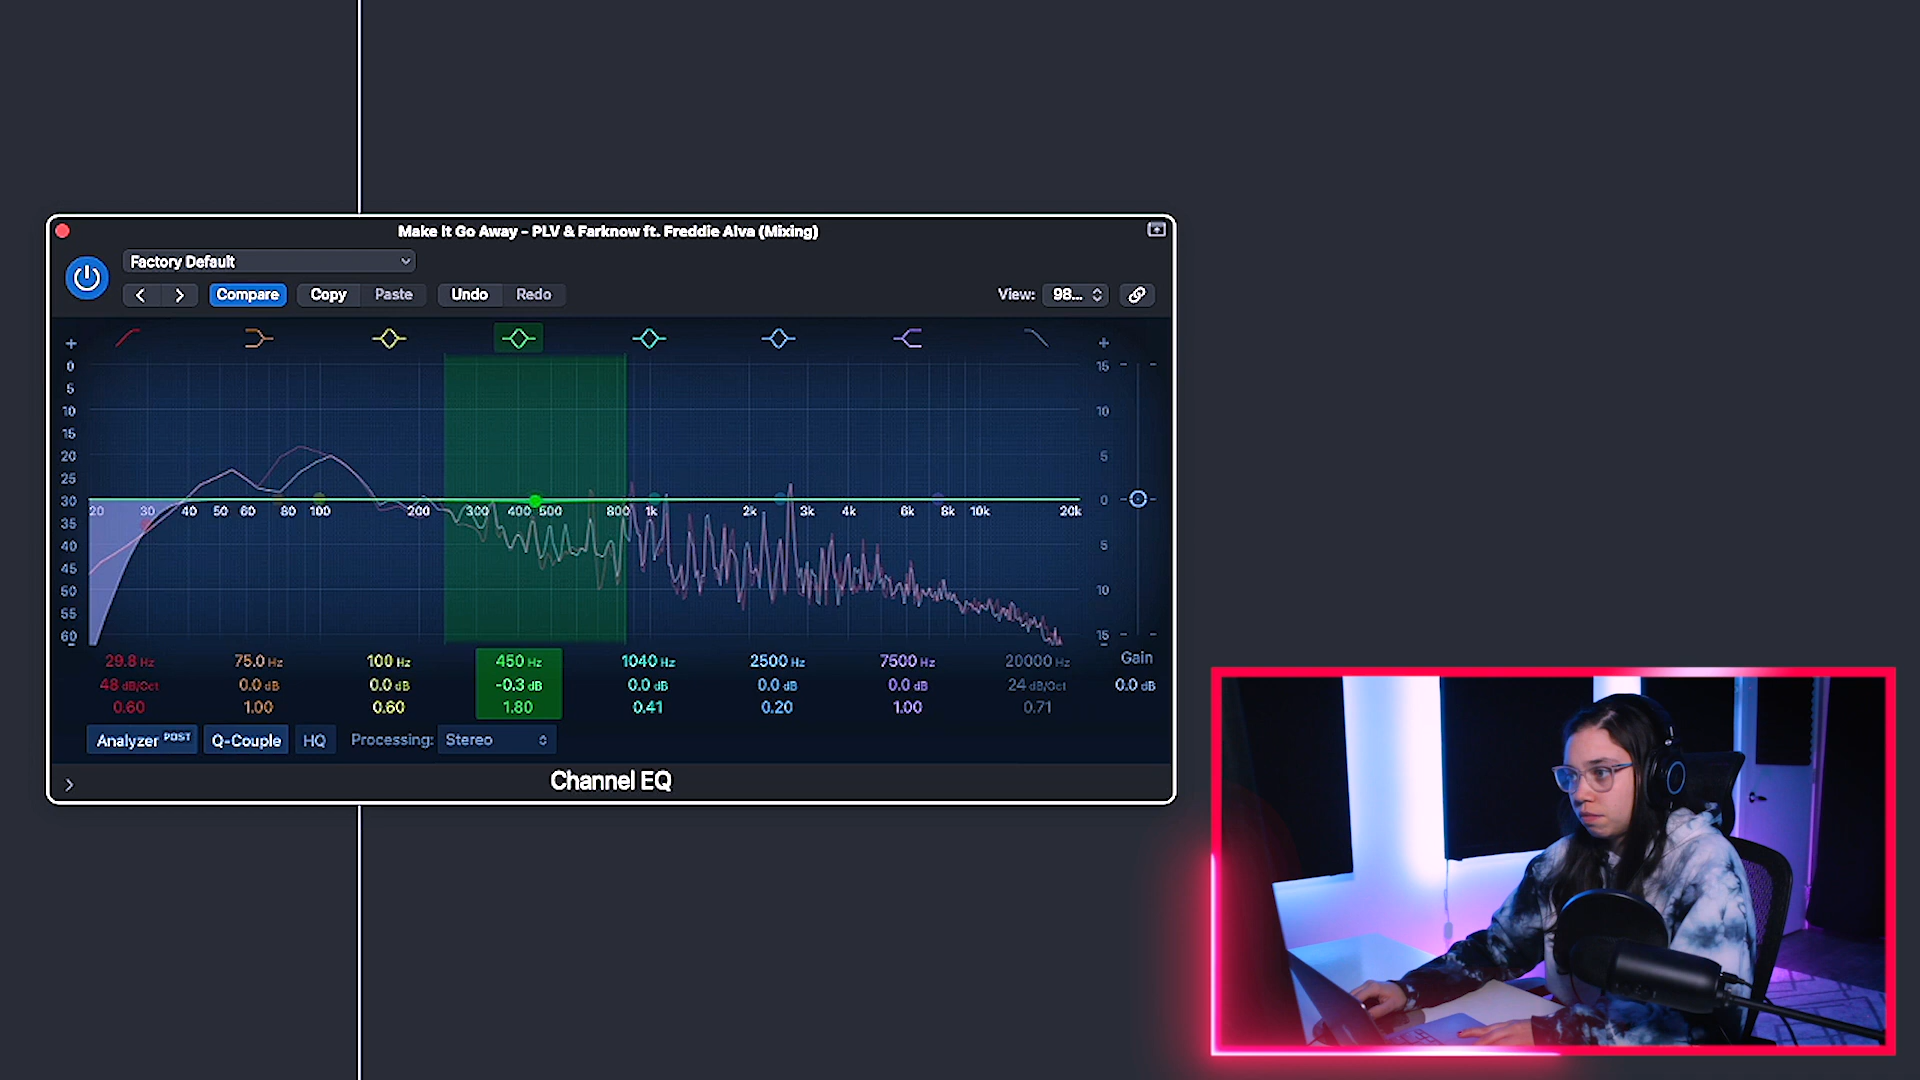 Make It Go Away - PLV & Farknow ft. Freddie Alva (Mixing)
Factory Default
Compare Copy Paste Undo Redo View: 98...
+ +
0 15
5
10 10
15
20 5
25
30 0
20 30 40 50 60 80 100 200 300 400 500 800 1k 2k 3k 4k 6k 8k 10k 20k
35
40 5
45
50 10
55
60 15
29.8 Hz 75.0 Hz 100 Hz 450 Hz 1040 Hz 2500 Hz 7500 Hz 20000 Hz Gain
48 dB/Oct 0.0 dB 0.0 dB -0.3 dB 0.0 dB 0.0 dB 0.0 dB 24 dB/Oct 0.0 dB
0.60 1.00 0.60 1.80 0.41 0.20 1.00 0.71
Analyzer POST Q-Couple HQ Processing: Stereo
Channel EQ